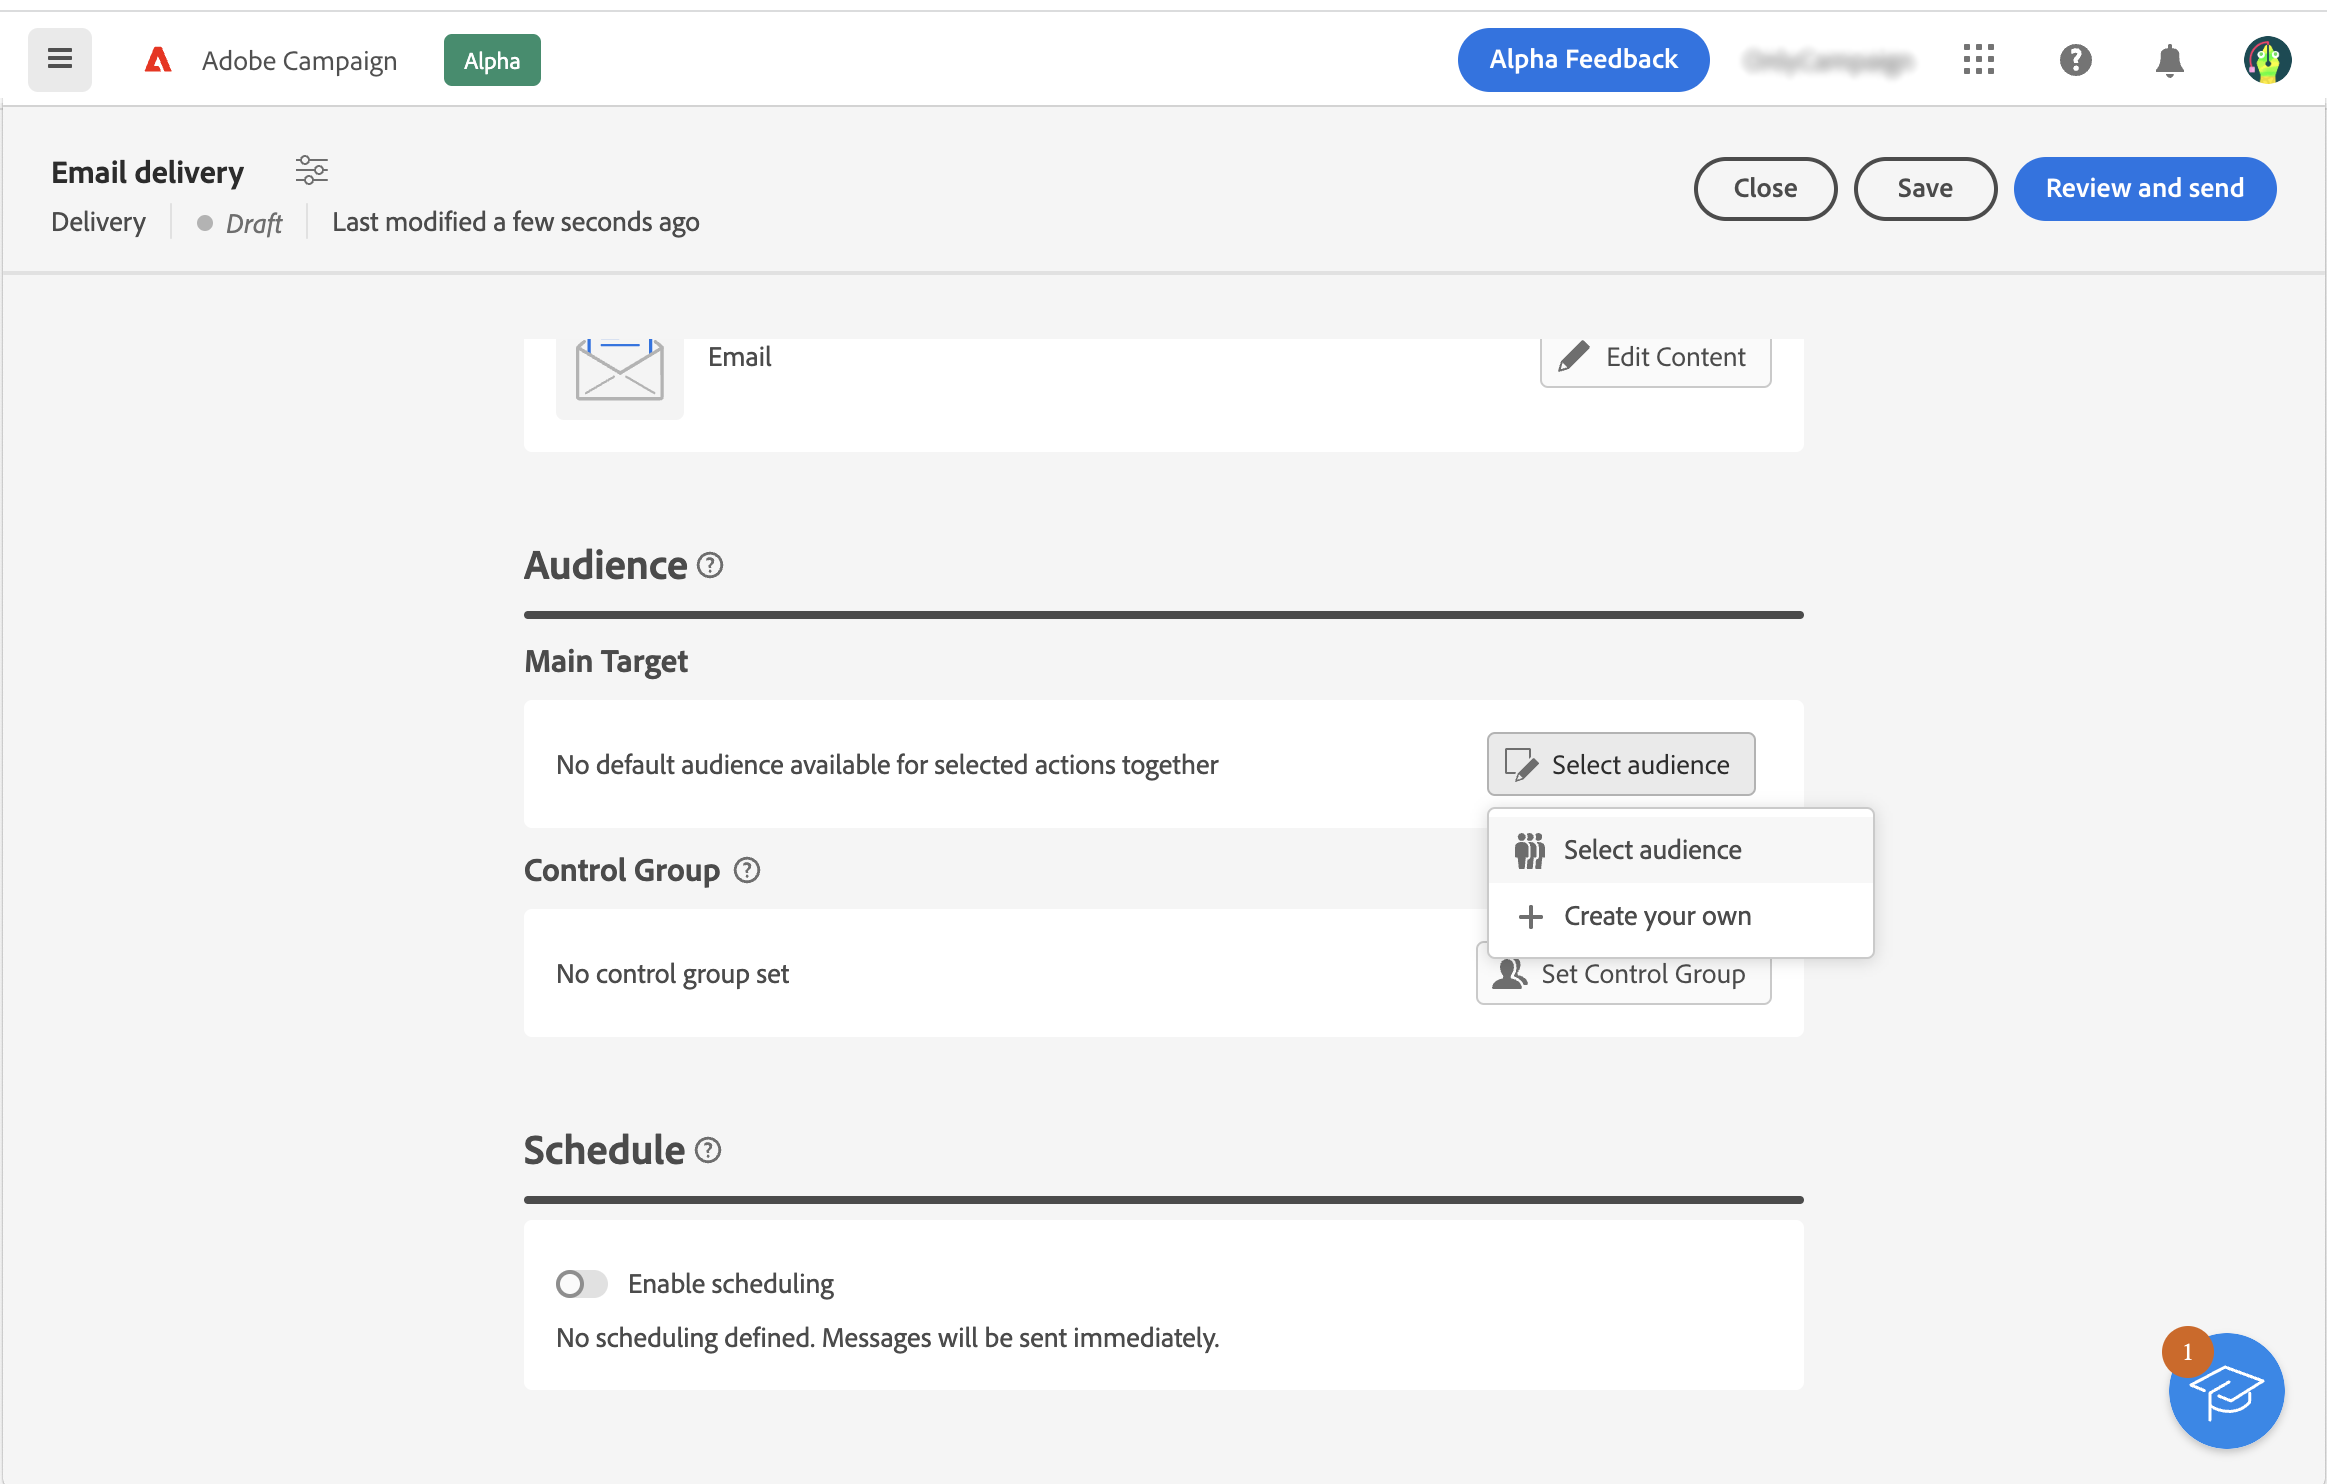 Adobe Campaign
Alpha
Alpha Feedback
Email delivery
Delivery
Draft
Last modified a few seconds ago
Close
Save
Review and send
Email
Edit Content
Audience
Main Target
No default audience available for selected actions together
Select audience
Select audience
Create your own
Control Group
No control group set
Set Control Group
Schedule
Enable scheduling
No scheduling defined. Messages will be sent immediately.
1